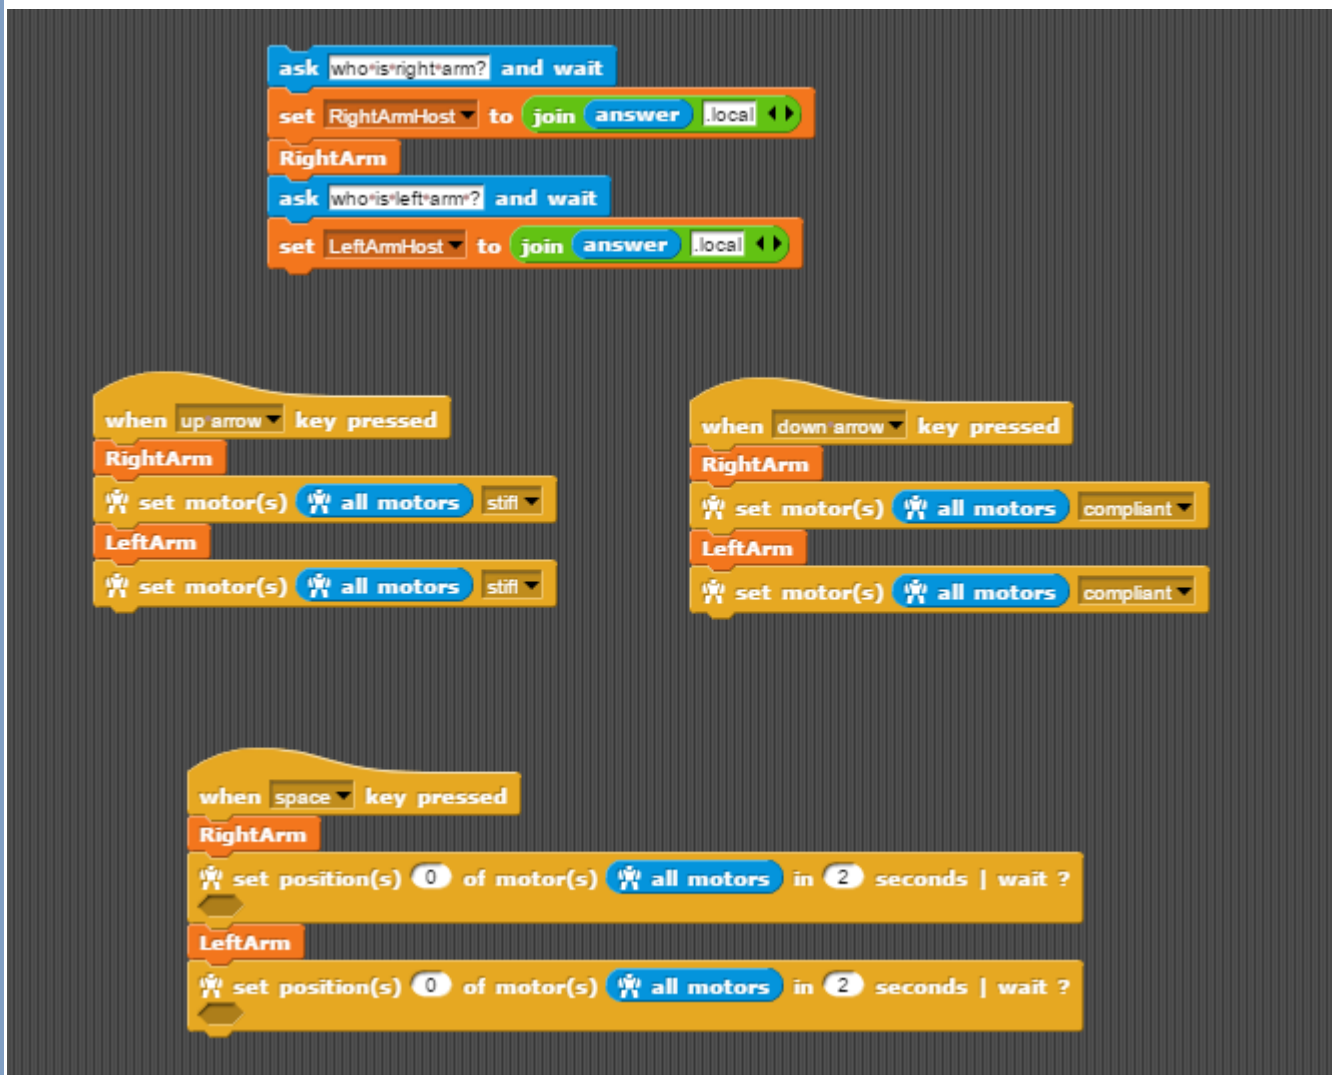 ask who is right arm? and wait
set RightArmHost to join answer .local
RightArm
ask who is left arm ? and wait
set LeftArmHost to join answer .local
when up arrow key pressed
RightArm
set motor(s) all motors stiff
LeftArm
set motor(s) all motors stiff
when down arrow key pressed
RightArm
set motor(s) all motors compliant
LeftArm
set motor(s) all motors compliant
when space key pressed
RightArm
set position(s) 0 of motor(s) all motors in 2 seconds | wait ?
LeftArm
set position(s) 0 of motor(s) all motors in 2 seconds | wait ?